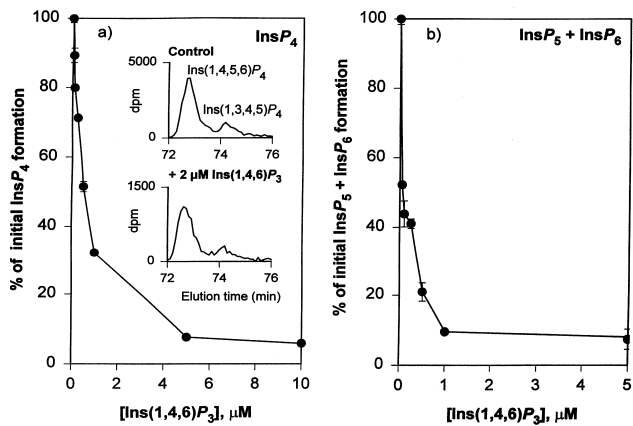 a) InsP4
% of initial InsP4 formation
100
80
60
40
20
0
0 2 4 6 8 10
[Ins(1,4,6)P3], μM
Control
Ins(1,4,5,6)P4
Ins(1,3,4,5)P4
5000
dpm
0
72 74 76
+ 2 μM Ins(1,4,6)P3
1500
dpm
0
72 74 76
Elution time (min)
b) InsP5 + InsP6
% of initial InsP5 + InsP6 formation
100
80
60
40
20
0
0 1 2 3 4 5
[Ins(1,4,6)P3], μM